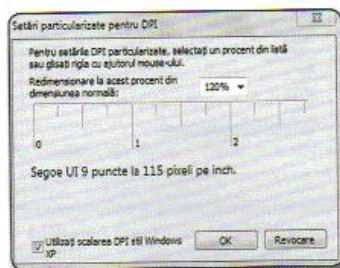 Setări particularizate pentru DPI
Pentru setările DPI particularizate, selectați un procent din listă
sau glisați rigla cu ajutorul mouse-ului.
Redimensionare la acest procent din
dimensiunea normală:
120%
0 1 2
Segoe UI 9 puncte la 115 pixeli pe inch.
Utilizați scalarea DPI stil Windows
XP
OK Revocare